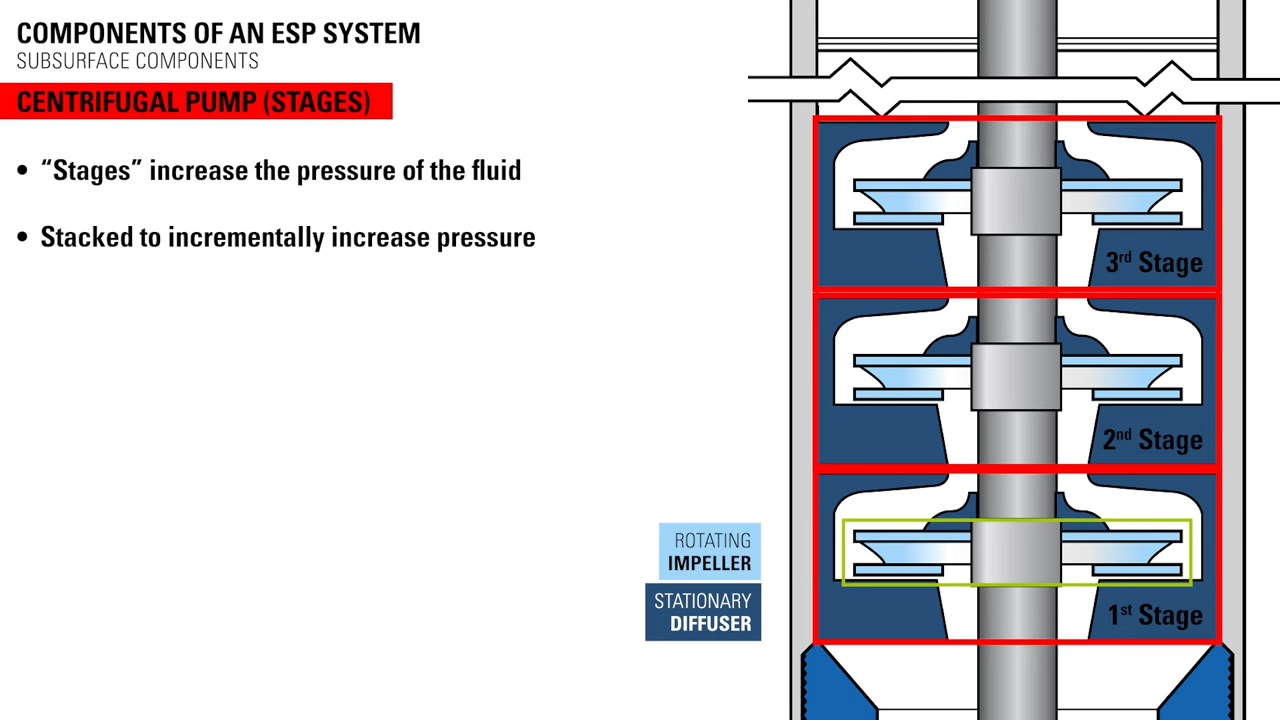 COMPONENTS OF AN ESP SYSTEM
SUBSURFACE COMPONENTS
CENTRIFUGAL PUMP (STAGES)
• “Stages” increase the pressure of the fluid
• Stacked to incrementally increase pressure
3rd Stage
2nd Stage
ROTATING
IMPELLER
STATIONARY
DIFFUSER
1st Stage